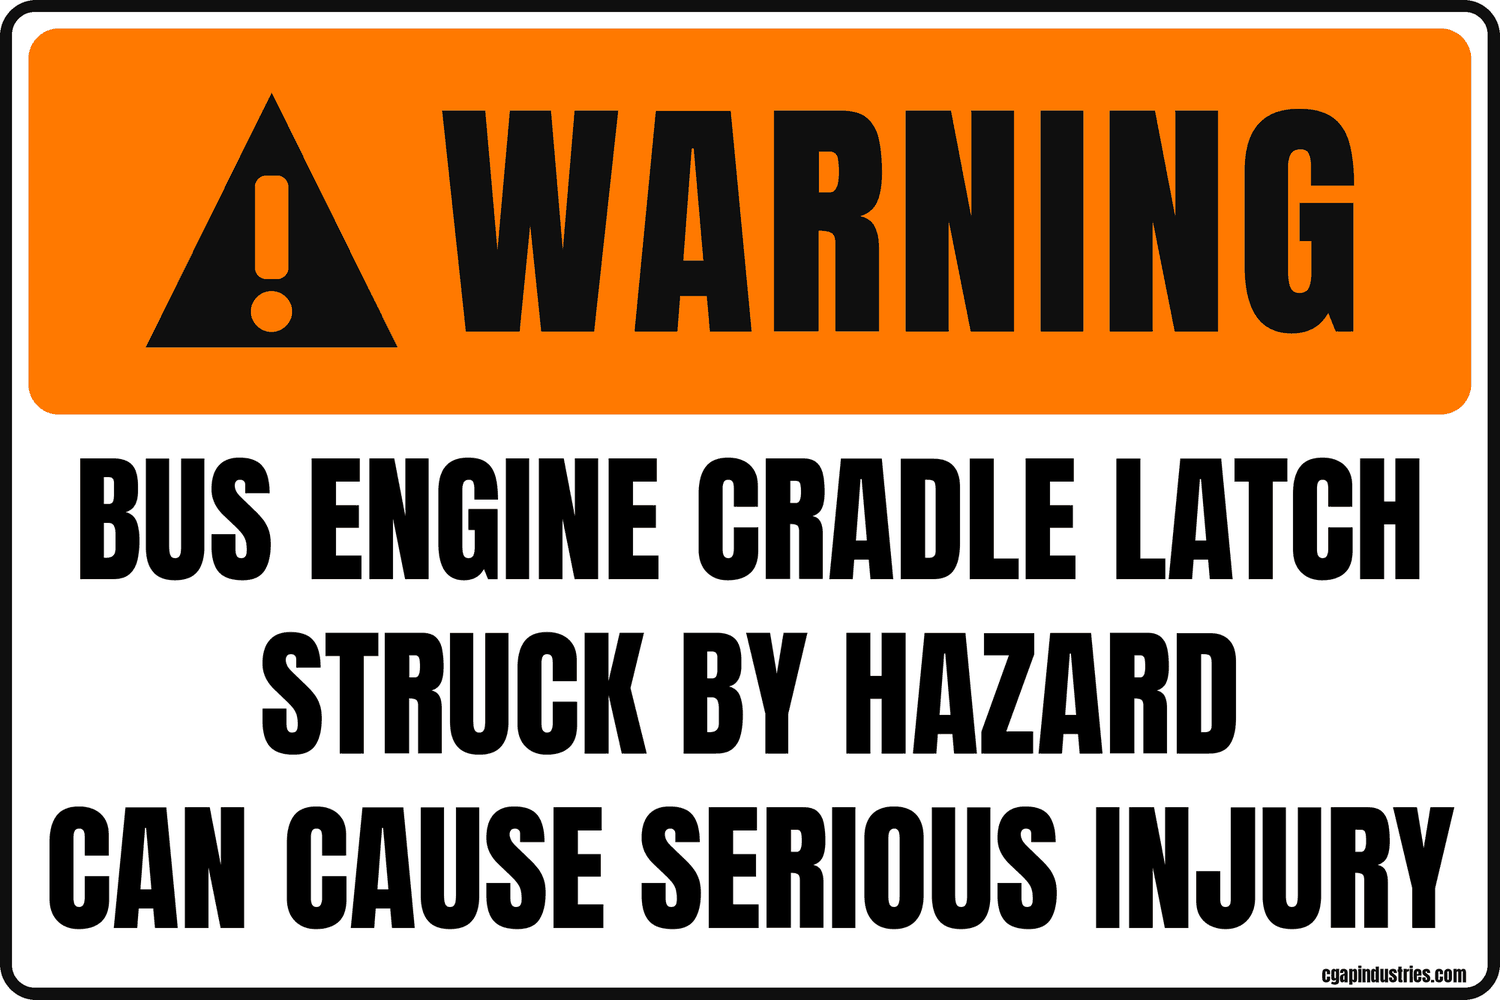 WARNING
BUS ENGINE CRADLE LATCH
STRUCK BY HAZARD
CAN CAUSE SERIOUS INJURY
cgapindustries.com